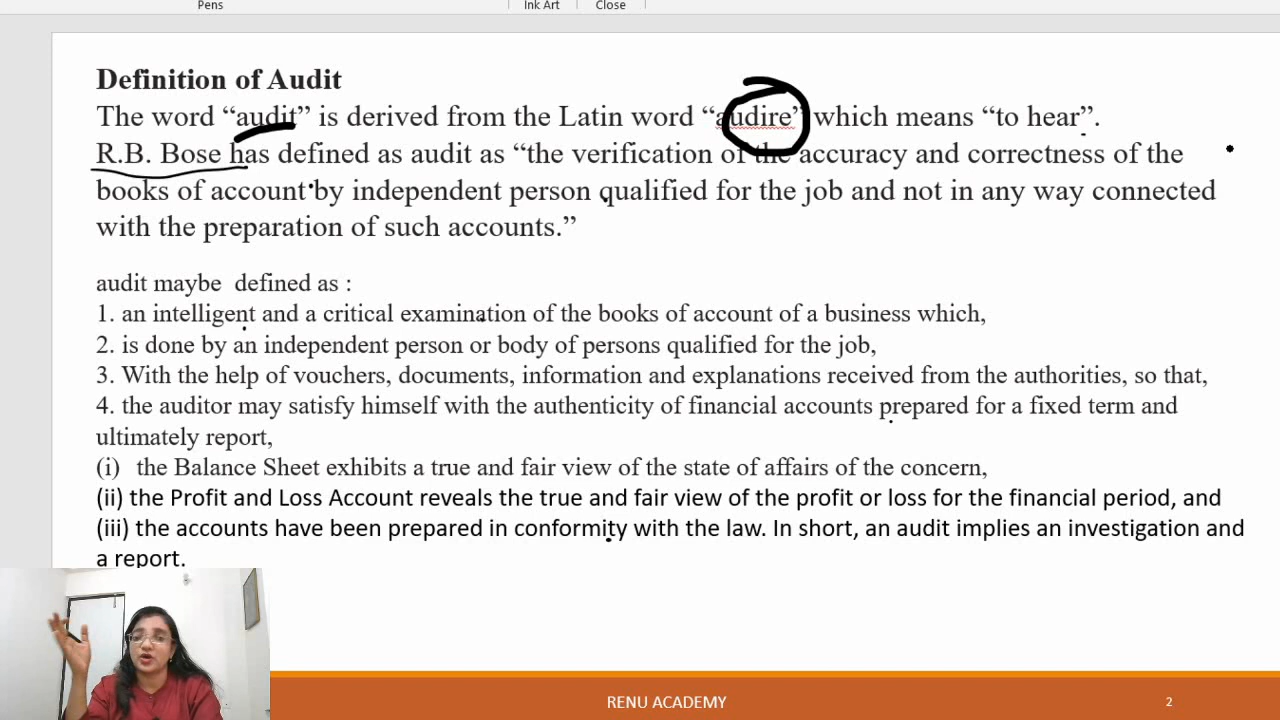 Pens
Ink Art
Close
Definition of Audit
The word “audit” is derived from the Latin word “audire” which means “to hear”.
R.B. Bose has defined as audit as “the verification of the accuracy and correctness of the
books of account by independent person qualified for the job and not in any way connected
with the preparation of such accounts.”
audit maybe defined as :
1. an intelligent and a critical examination of the books of account of a business which,
2. is done by an independent person or body of persons qualified for the job,
3. With the help of vouchers, documents, information and explanations received from the authorities, so that,
4. the auditor may satisfy himself with the authenticity of financial accounts prepared for a fixed term and
ultimately report,
(i) the Balance Sheet exhibits a true and fair view of the state of affairs of the concern,
(ii) the Profit and Loss Account reveals the true and fair view of the profit or loss for the financial period, and
(iii) the accounts have been prepared in conformity with the law. In short, an audit implies an investigation and
a report.
RENU ACADEMY
2